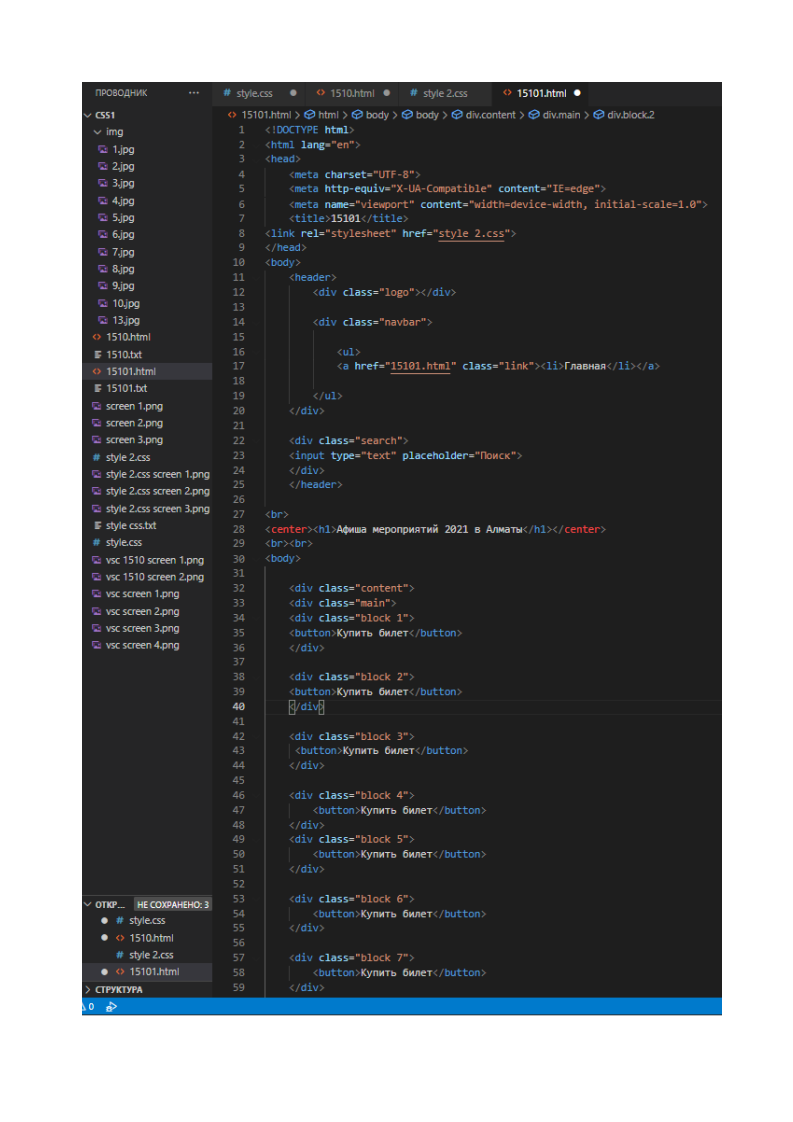 ПРОВОДНИК ···
CS51
img
1.jpg
2.jpg
3.jpg
4.jpg
5.jpg
6.jpg
7.jpg
8.jpg
9.jpg
10.jpg
13.jpg
1510.html
1510.txt
15101.html
15101.txt
screen 1.png
screen 2.png
screen 3.png
style 2.css
style 2.css screen 1.png
style 2.css screen 2.png
style 2.css screen 3.png
style css.txt
style.css
vsc 1510 screen 1.png
vsc 1510 screen 2.png
vsc screen 1.png
vsc screen 2.png
vsc screen 3.png
vsc screen 4.png
ОТКР... НЕ СОХРАНЕНО: 3
style.css
1510.html
style 2.css
15101.html
СТРУКТУРА
0
style.css 1510.html style 2.css 15101.html
15101.html > html > body > body > div.content > div.main > div.block.2
1 <!DOCTYPE html>
2 <html lang="en">
3 <head>
4 <meta charset="UTF-8">
5 <meta http-equiv="X-UA-Compatible" content="IE=edge">
6 <meta name="viewport" content="width=device-width, initial-scale=1.0">
7 <title>15101</title>
8 <link rel="stylesheet" href="style 2.css">
9 </head>
10 <body>
11 <header>
12 <div class="logo"></div>
13
14 <div class="navbar">
15
16 <ul>
17 <a href="15101.html" class="link"><li>Главная</li></a>
18
19 </ul>
20 </div>
21
22 <div class="search">
23 <input type="text" placeholder="Поиск">
24 </div>
25 </header>
26
27 <br>
28 <center><h1>Афиша мероприятий 2021 в Алматы</h1></center>
29 <br><br>
30 <body>
31
32 <div class="content">
33 <div class="main">
34 <div class="block 1">
35 <button>Купить билет</button>
36 </div>
37
38 <div class="block 2">
39 <button>Купить билет</button>
40 </div>
41
42 <div class="block 3">
43 <button>Купить билет</button>
44 </div>
45
46 <div class="block 4">
47 <button>Купить билет</button>
48 </div>
49 <div class="block 5">
50 <button>Купить билет</button>
51 </div>
52
53 <div class="block 6">
54 <button>Купить билет</button>
55 </div>
56
57 <div class="block 7">
58 <button>Купить билет</button>
59 </div>